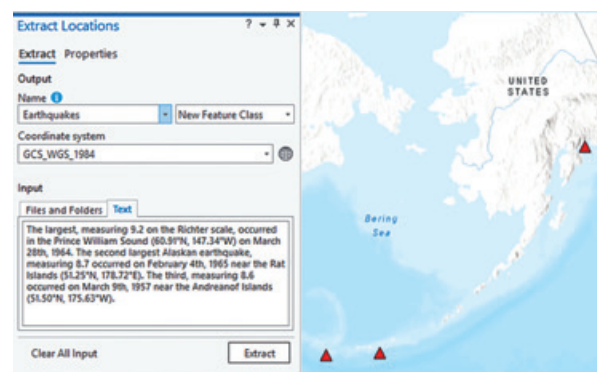 Extract Locations
Extract Properties
Output
Name
Earthquakes
New Feature Class
Coordinate system
GCS_WGS_1984
Input
Files and Folders Text
The largest, measuring 9.2 on the Richter scale, occurred
in the Prince William Sound (60.91°N, 147.34°W) on March
28th, 1964. The second largest Alaskan earthquake,
measuring 8.7 occurred on February 4th, 1965 near the Rat
Islands (51.25°N, 178.72°E). The third, measuring 8.6
occurred on March 9th, 1957 near the Andreanof Islands
(51.50°N, 175.63°W).
Clear All Input
Extract
UNITED
STATES
Bering
Sea